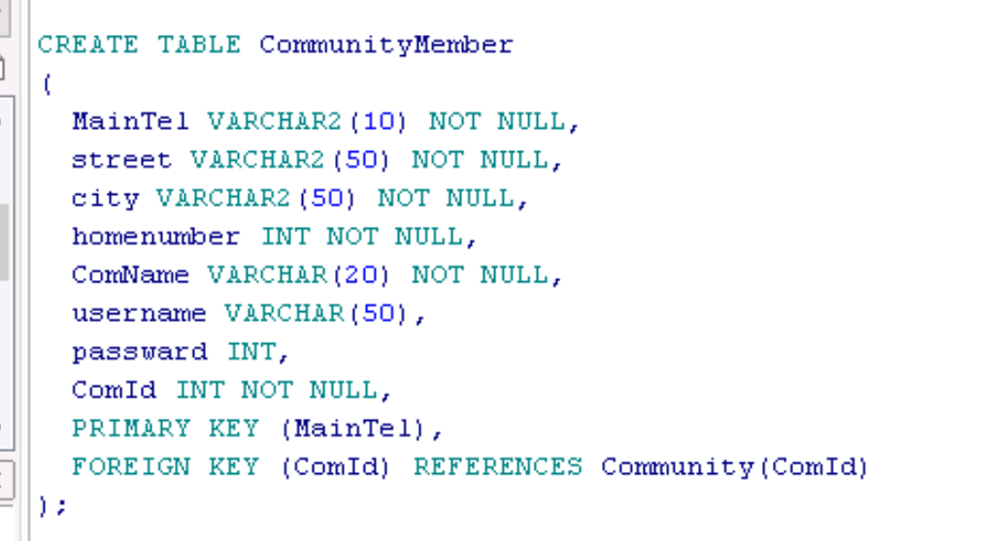 CREATE TABLE CommunityMember
(
MainTel VARCHAR2(10) NOT NULL,
street VARCHAR2(50) NOT NULL,
city VARCHAR2(50) NOT NULL,
homenumber INT NOT NULL,
ComName VARCHAR(20) NOT NULL,
username VARCHAR(50),
passward INT,
ComId INT NOT NULL,
PRIMARY KEY (MainTel),
FOREIGN KEY (ComId) REFERENCES Community(ComId)
);